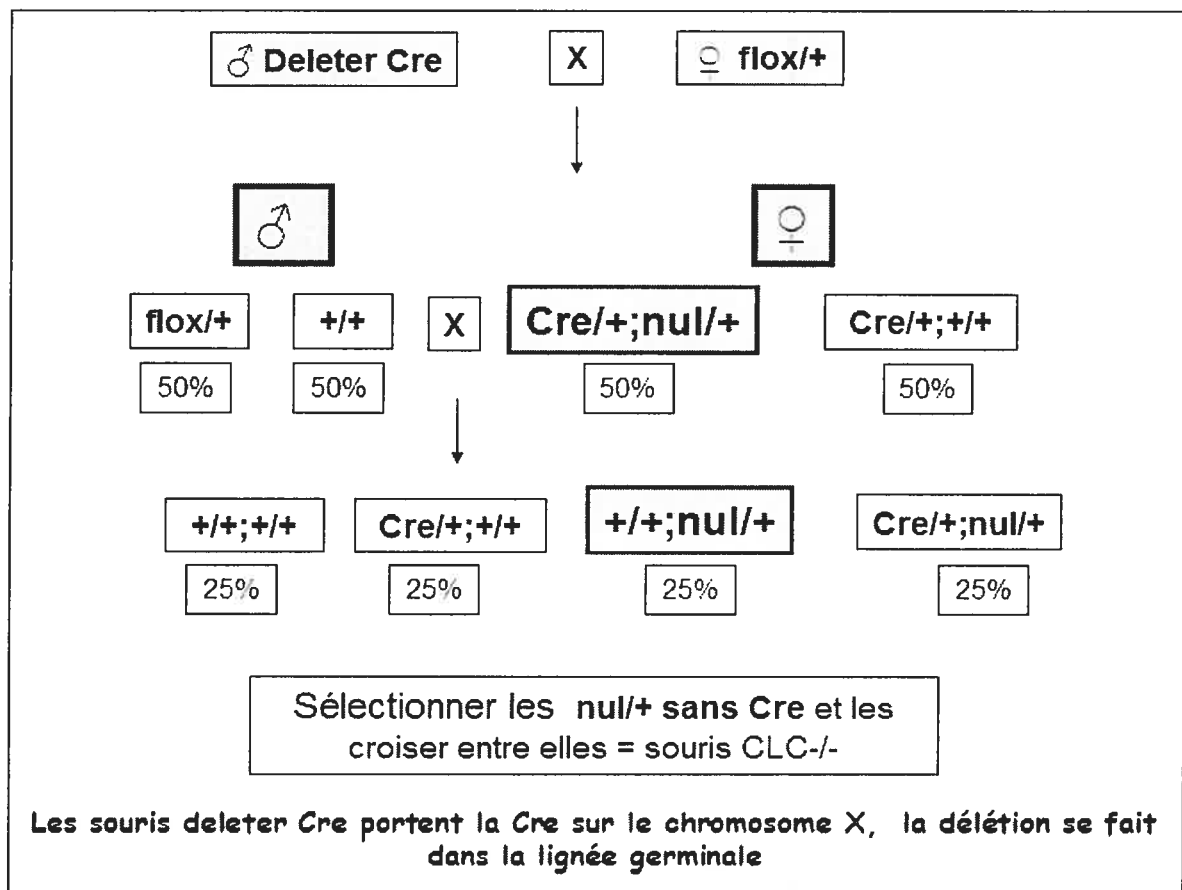 ♂ Deleter Cre X ♀ flox/+
♂ ♀
flox/+ +/+ X Cre/+;nul/+ Cre/+;+/+
50% 50% 50% 50%
+/+;+/+ Cre/+;+/+ +/+;nul/+ Cre/+;nul/+
25% 25% 25% 25%
Sélectionner les nul/+ sans Cre et les
croiser entre elles = souris CLC-/-
Les souris deleter Cre portent la Cre sur le chromosome X, la délétion se fait
dans la lignée germinale